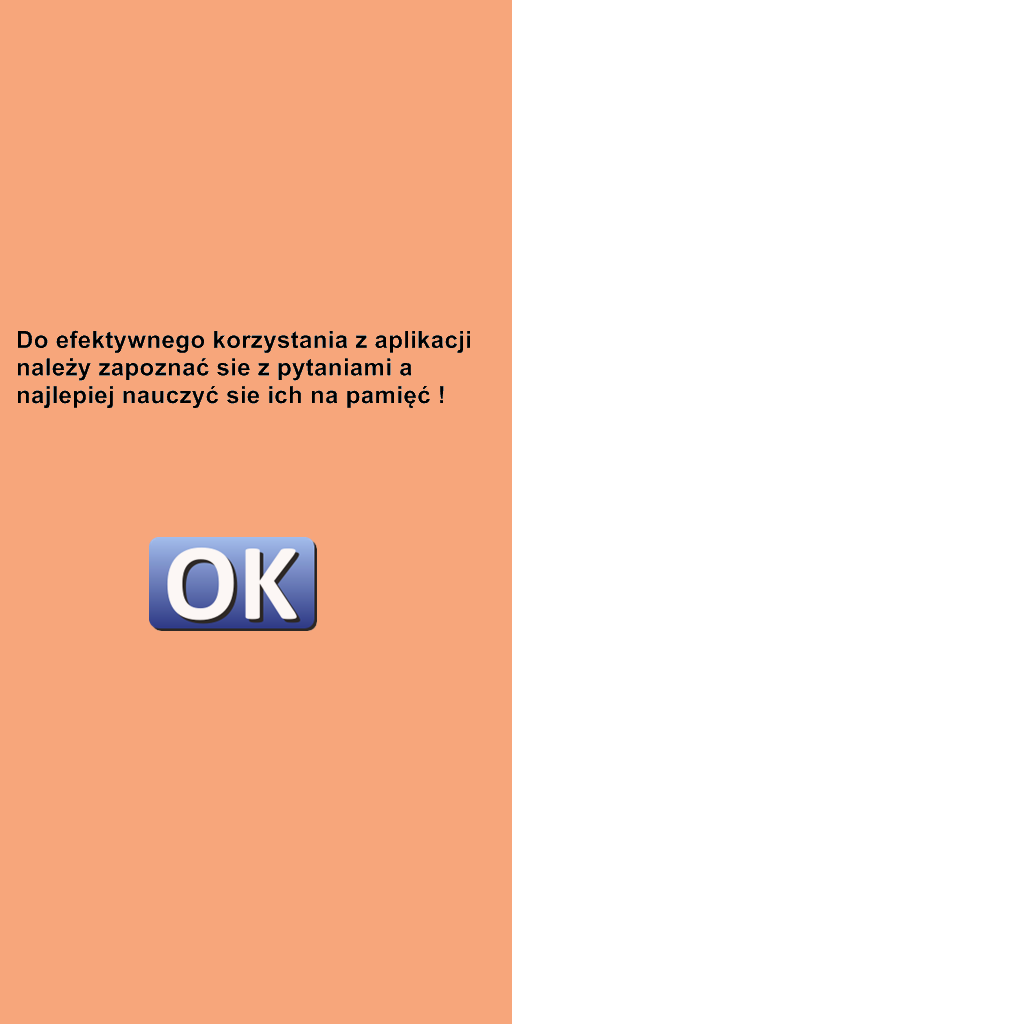 Do efektywnego korzystania z aplikacji
należy zapoznać sie z pytaniami a
najlepiej nauczyć sie ich na pamięć !
OK